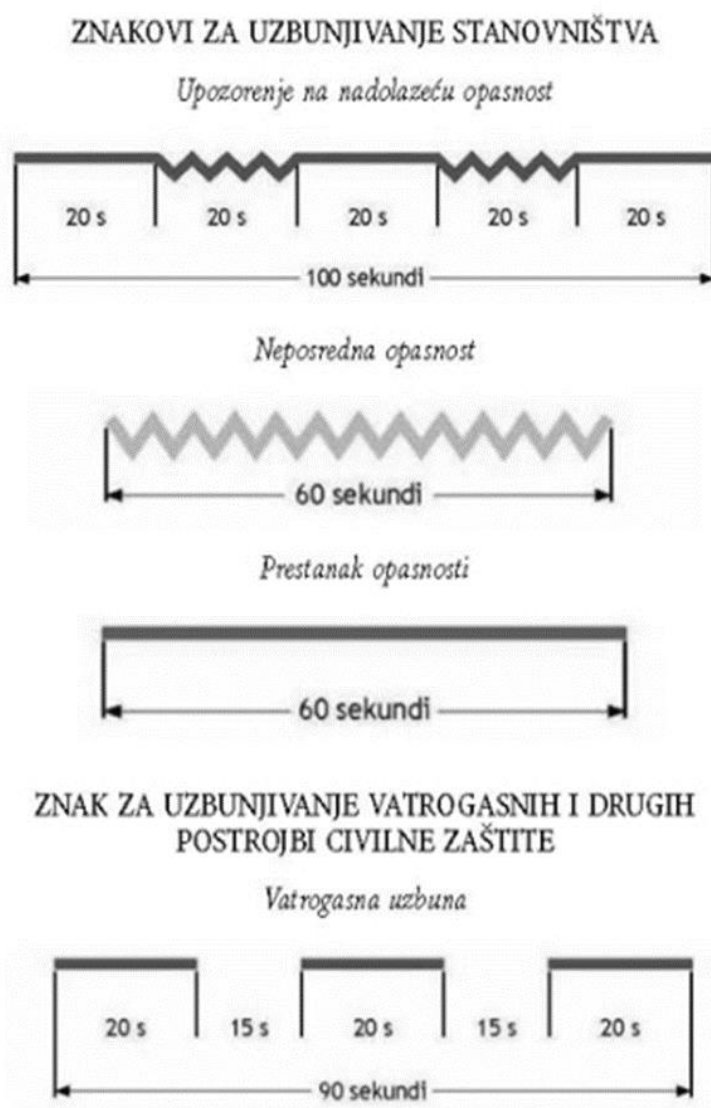 ZNAKOVI ZA UZBUNJIVANJE STANOVNIŠTVA
Upozorenje na nadolazeću opasnost
20 s 20 s 20 s 20 s 20 s
100 sekundi
Neposredna opasnost
60 sekundi
Prestanak opasnosti
60 sekundi
ZNAK ZA UZBUNJIVANJE VATROGASNIH I DRUGIH
POSTROJBI CIVILNE ZAŠTITE
Vatrogasna uzbuna
20 s 15 s 20 s 15 s 20 s
90 sekundi